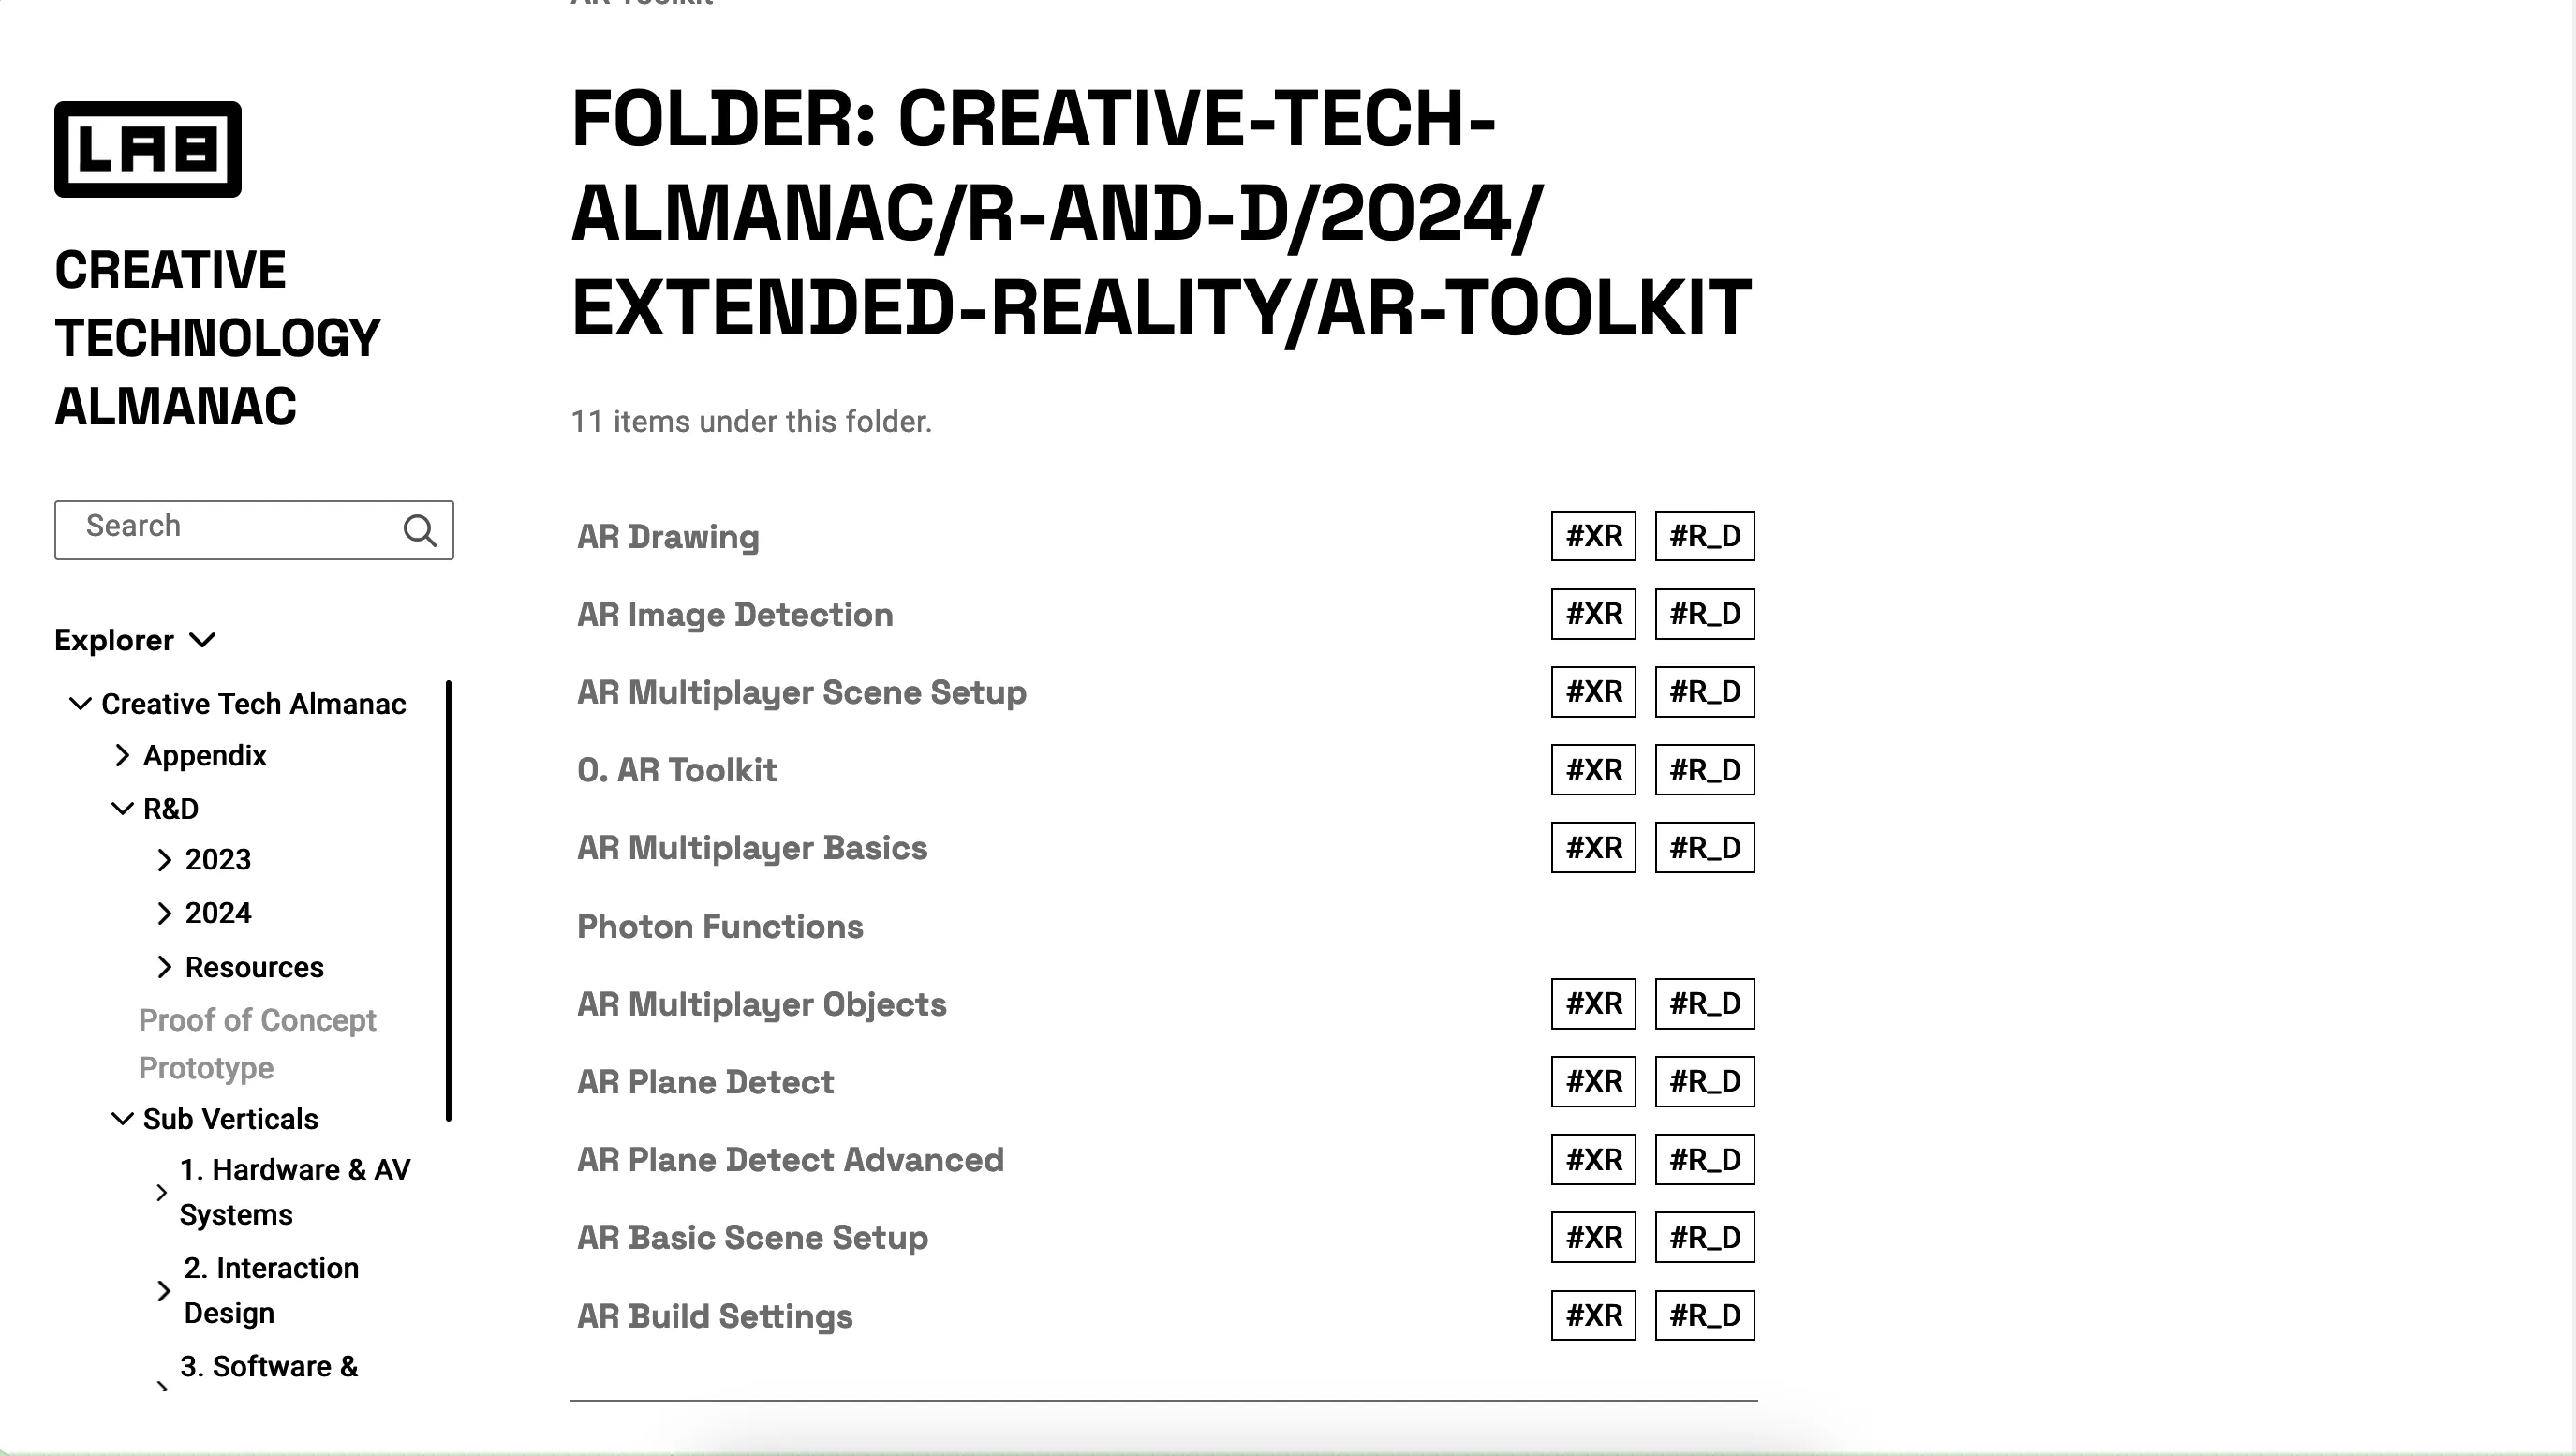 AR Toolkit
LAB
CREATIVE
TECHNOLOGY
ALMANAC
Search
Explorer
Creative Tech Almanac
Appendix
R&D
2023
2024
Resources
Proof of Concept
Prototype
Sub Verticals
1. Hardware & AV
Systems
2. Interaction
Design
3. Software &
FOLDER: CREATIVE-TECH-
ALMANAC/R-AND-D/2024/
EXTENDED-REALITY/AR-TOOLKIT
11 items under this folder.
AR Drawing #XR #R_D
AR Image Detection #XR #R_D
AR Multiplayer Scene Setup #XR #R_D
0. AR Toolkit #XR #R_D
AR Multiplayer Basics #XR #R_D
Photon Functions
AR Multiplayer Objects #XR #R_D
AR Plane Detect #XR #R_D
AR Plane Detect Advanced #XR #R_D
AR Basic Scene Setup #XR #R_D
AR Build Settings #XR #R_D